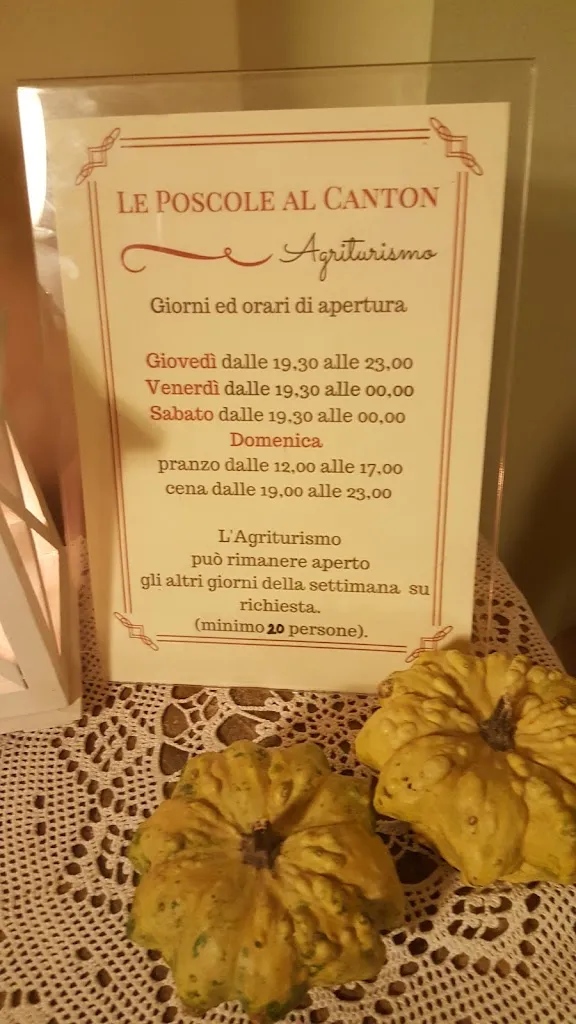 LE POSCOLE AL CANTON
Agriturismo
Giorni ed orari di apertura
Giovedì dalle 19,30 alle 23,00
Venerdì dalle 19,30 alle 00,00
Sabato dalle 19,30 alle 00,00
Domenica
pranzo dalle 12,00 alle 17,00
cena dalle 19,00 alle 23,00
L'Agriturismo
può rimanere aperto
gli altri giorni della settimana su
richiesta.
(minimo 20 persone).